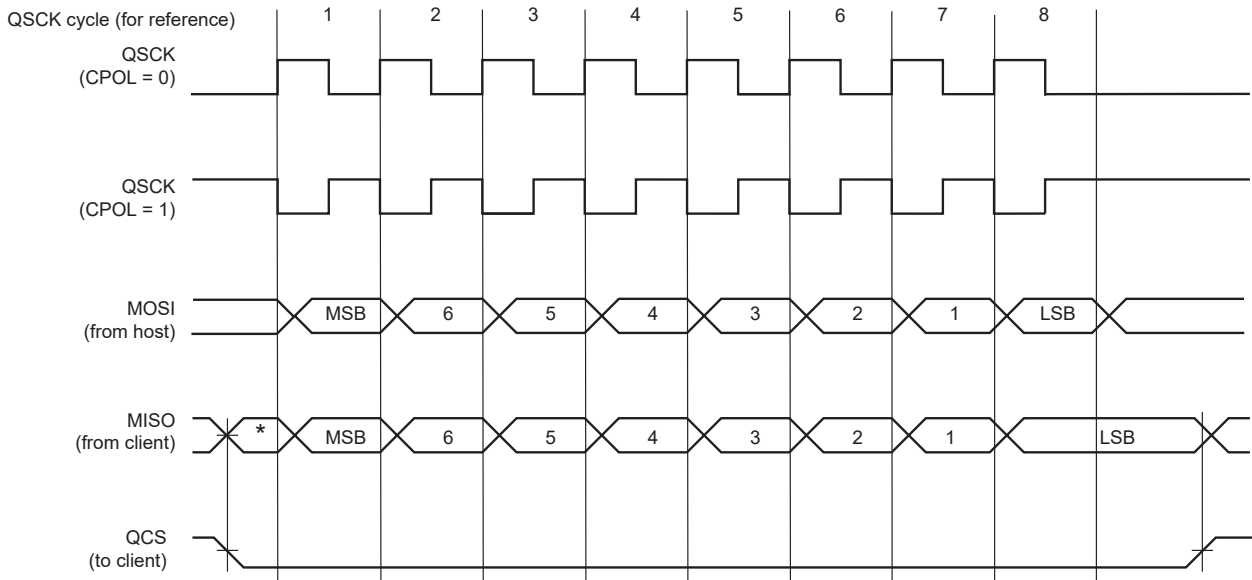 QSCK cycle (for reference) 1 2 3 4 5 6 7 8
QSCK
(CPOL = 0)
QSCK
(CPOL = 1)
MOSI
(from host)
MSB 6 5 4 3 2 1 LSB
MISO
(from client)
* MSB 6 5 4 3 2 1 LSB
QCS
(to client)